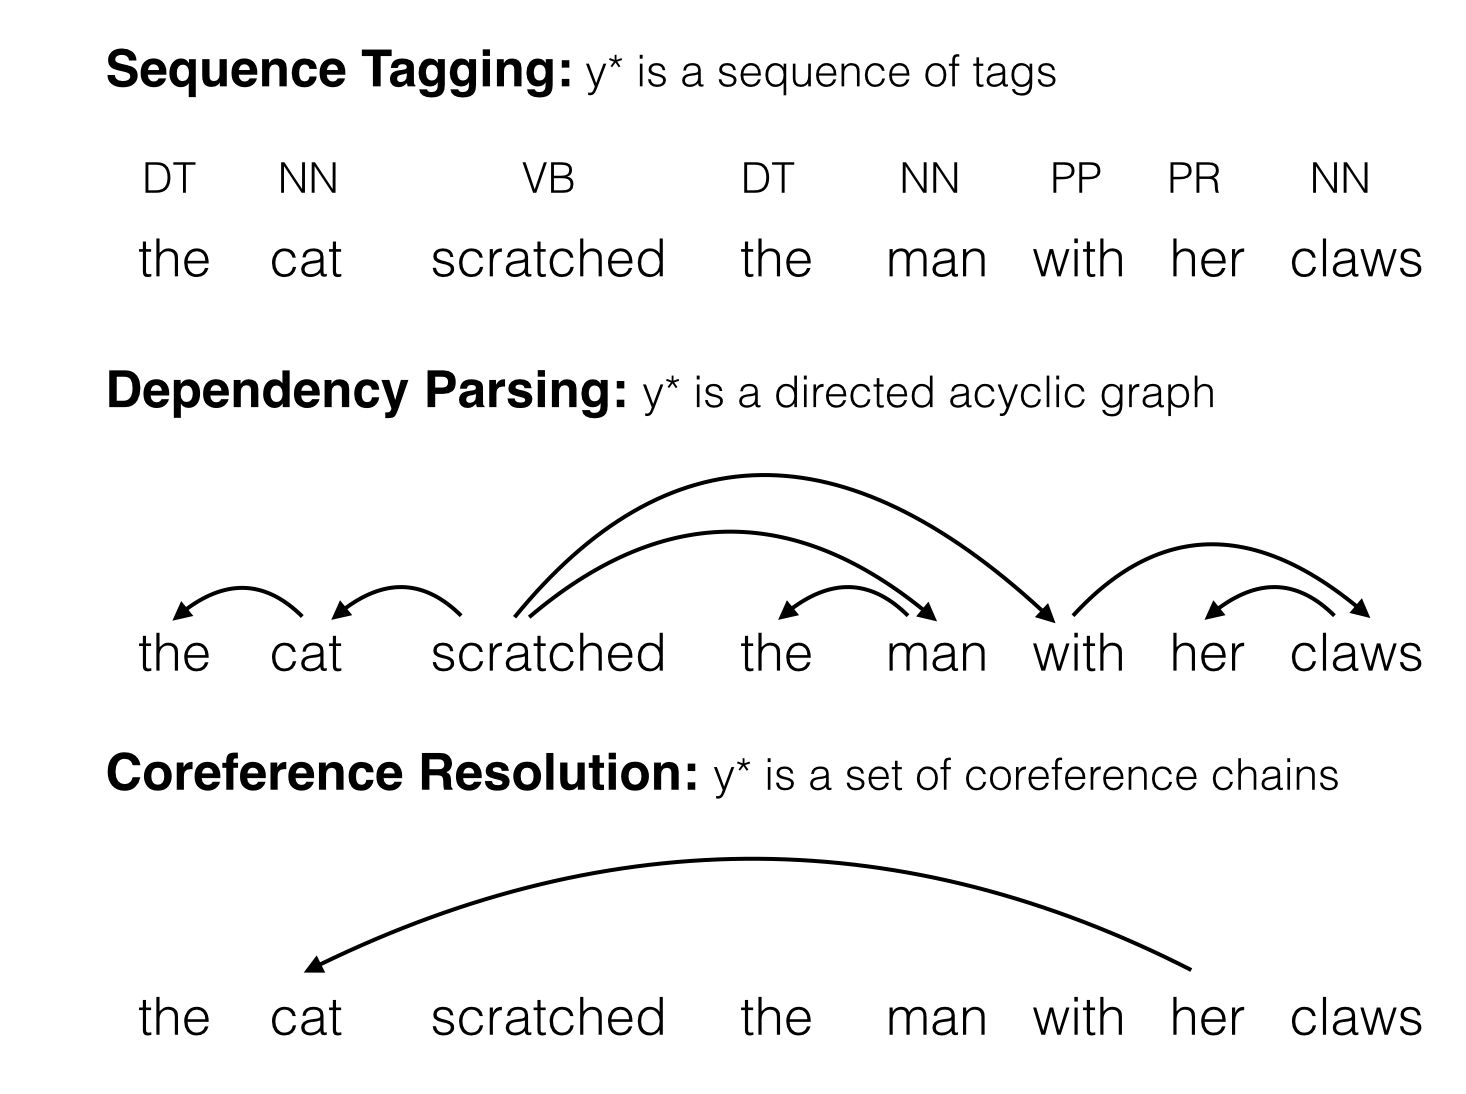 Sequence Tagging: y* is a sequence of tags
DT NN VB DT NN PP PR NN
the cat scratched the man with her claws
Dependency Parsing: y* is a directed acyclic graph
the cat scratched the man with her claws
Coreference Resolution: y* is a set of coreference chains
the cat scratched the man with her claws